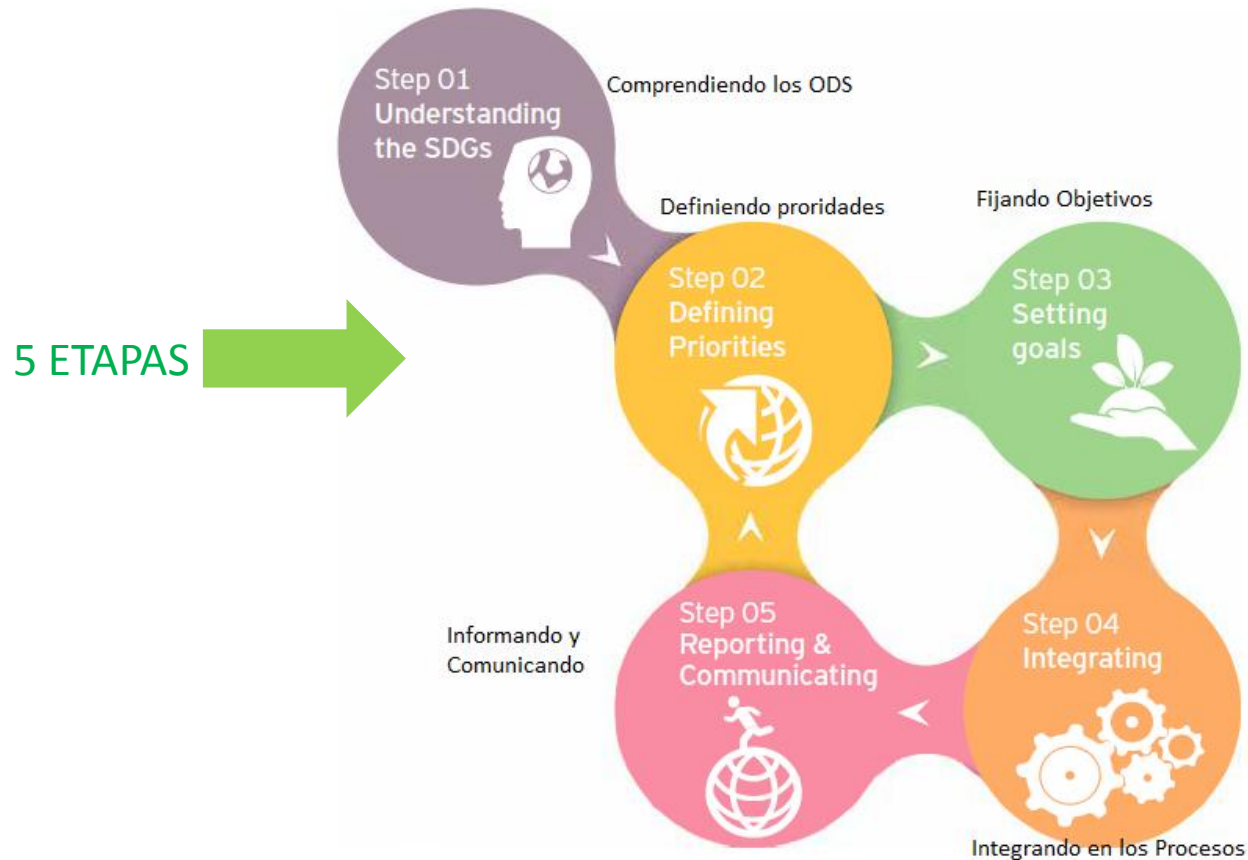 Step 01
Understanding
the SDGs
Comprendiendo los ODS
Definiendo proridades
Fijando Objetivos
Step 02
Defining
Priorities
Step 03
Setting
goals
5 ETAPAS
Informando y
Comunicando
Step 05
Reporting &
Communicating
Step 04
Integrating
Integrando en los Procesos